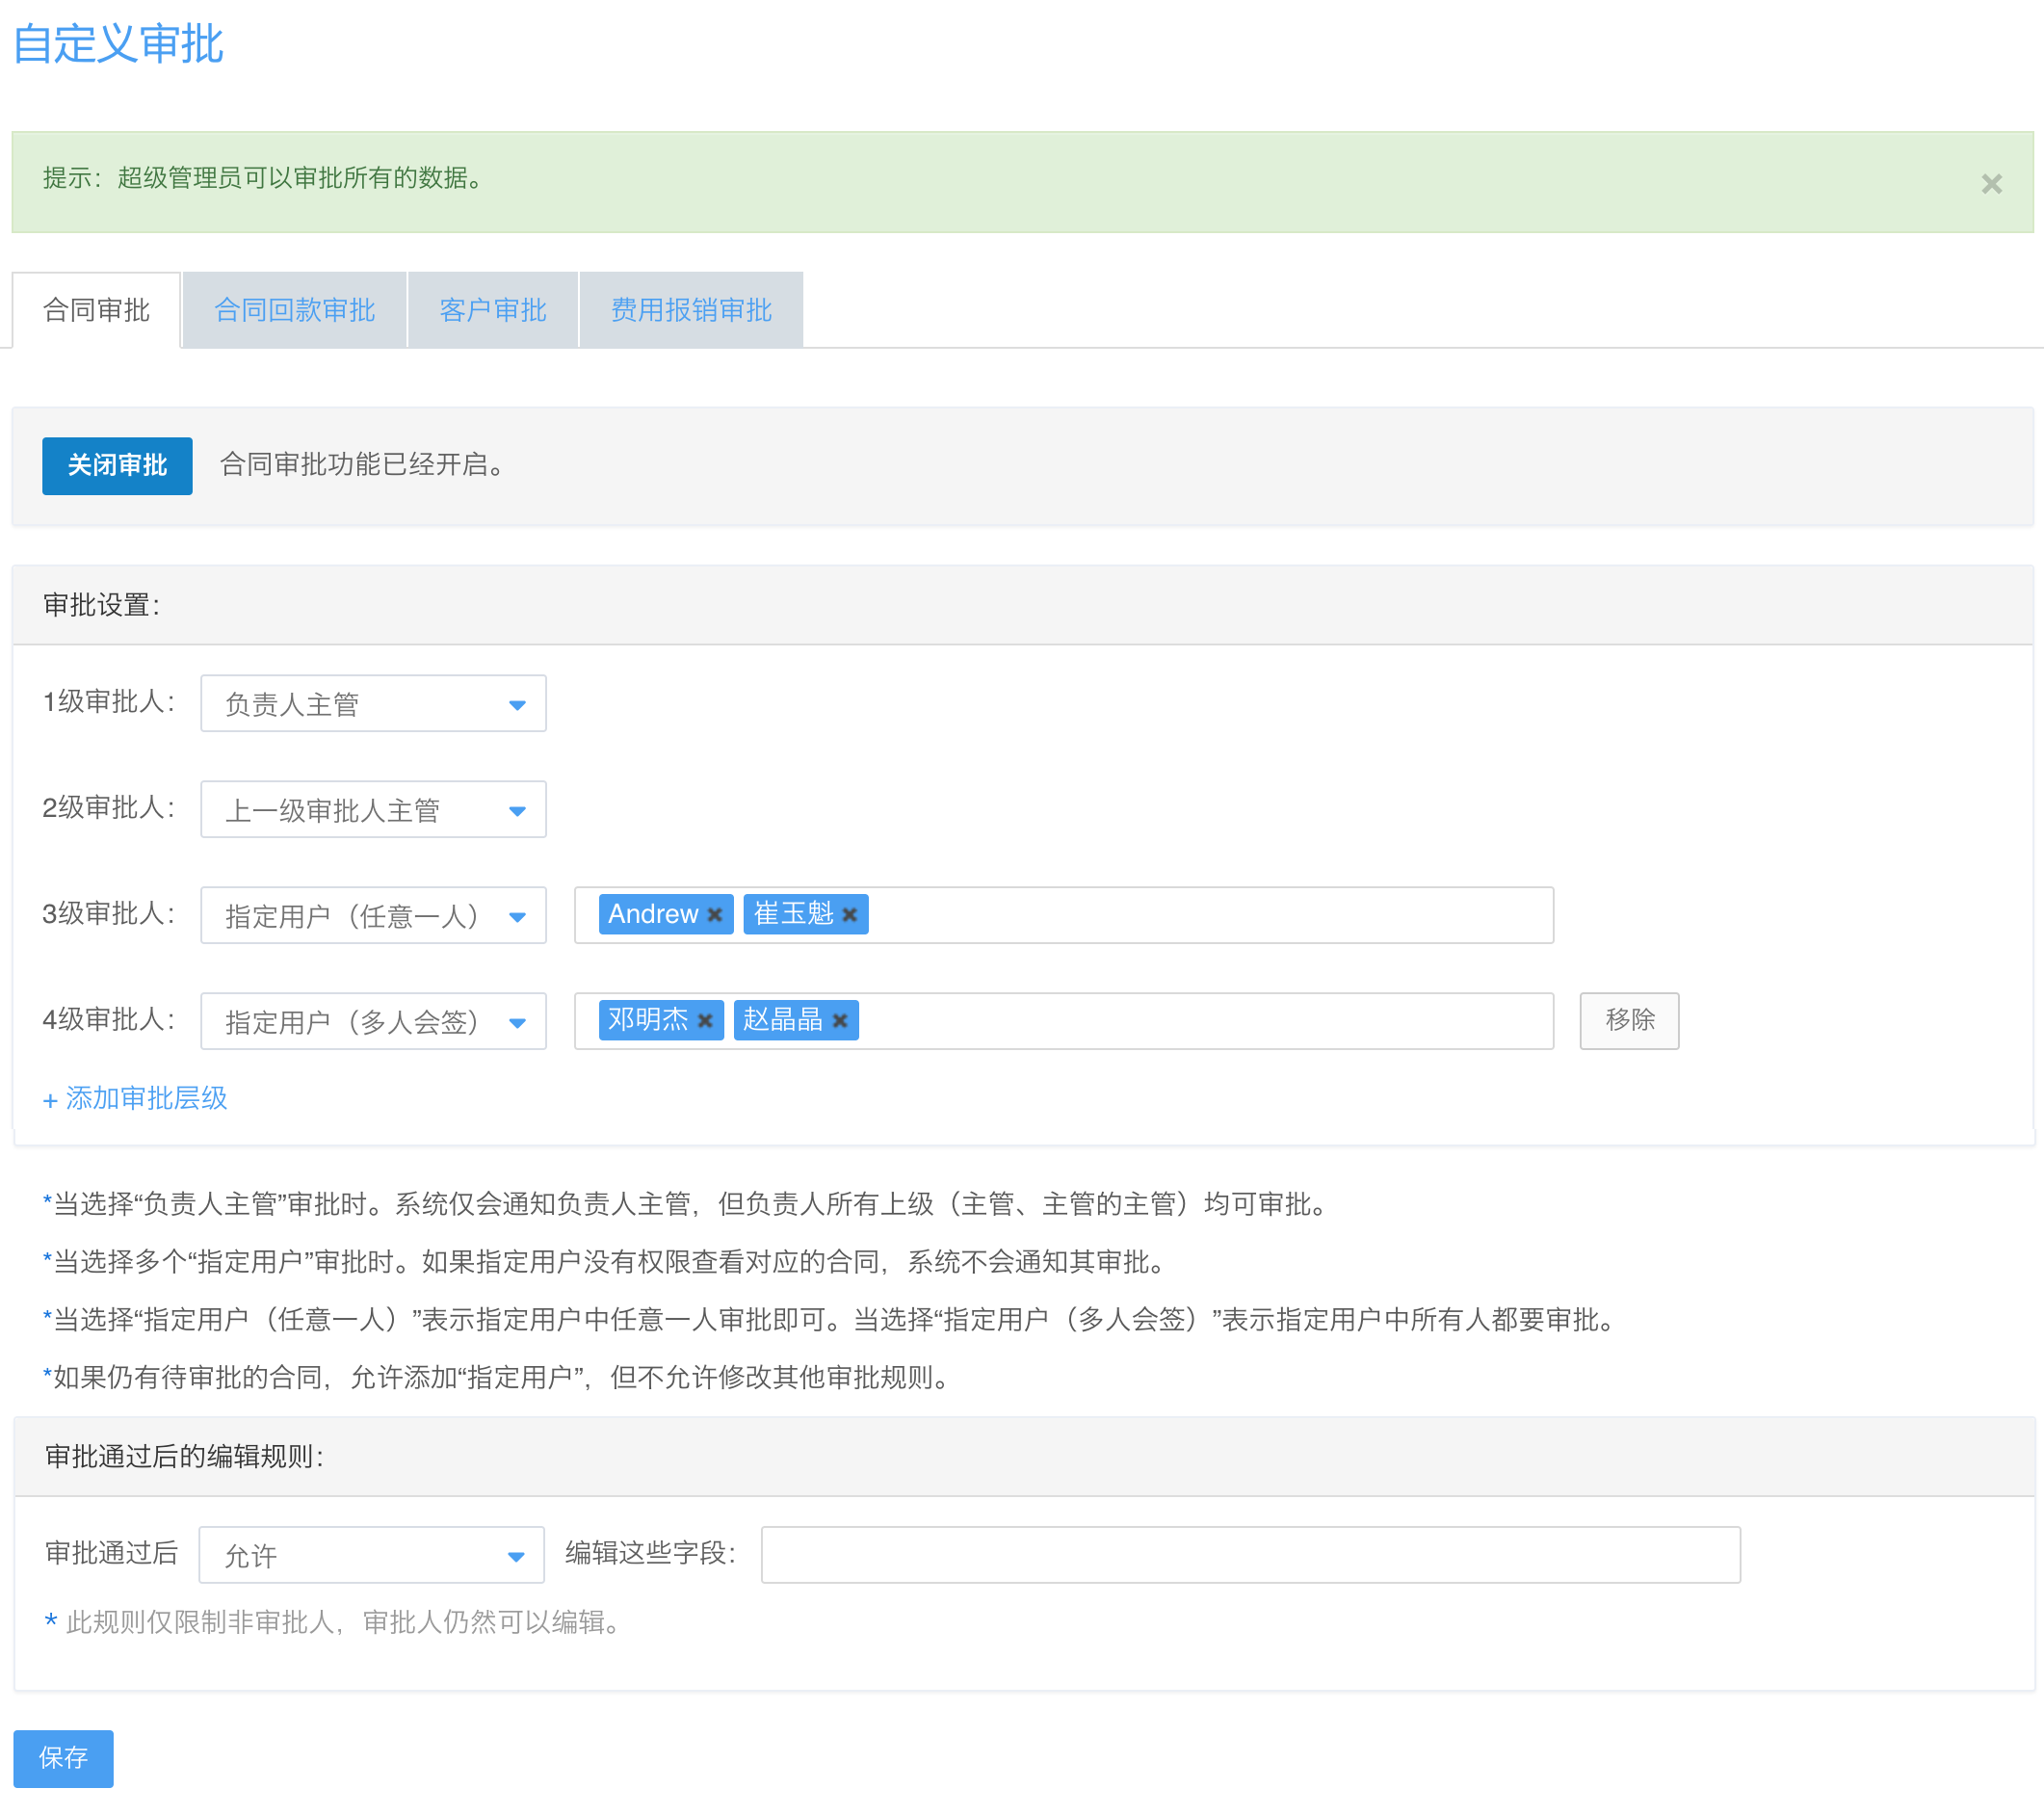 自定义审批
提示：超级管理员可以审批所有的数据。
合同审批 合同回款审批 客户审批 费用报销审批
关闭审批 合同审批功能已经开启。
审批设置：
1级审批人： 负责人主管
2级审批人： 上一级审批人主管
3级审批人： 指定用户（任意一人） Andrew 崔玉魁
4级审批人： 指定用户（多人会签） 邓明杰 赵晶晶 移除
+ 添加审批层级
*当选择“负责人主管”审批时。系统仅会通知负责人主管，但负责人所有上级（主管、主管的主管）均可审批。
*当选择多个“指定用户”审批时。如果指定用户没有权限查看对应的合同，系统不会通知其审批。
*当选择“指定用户（任意一人）”表示指定用户中任意一人审批即可。当选择“指定用户（多人会签）”表示指定用户中所有人都要审批。
*如果仍有待审批的合同，允许添加“指定用户”，但不允许修改其他审批规则。
审批通过后的编辑规则：
审批通过后 允许 编辑这些字段：
* 此规则仅限制非审批人，审批人仍然可以编辑。
保存